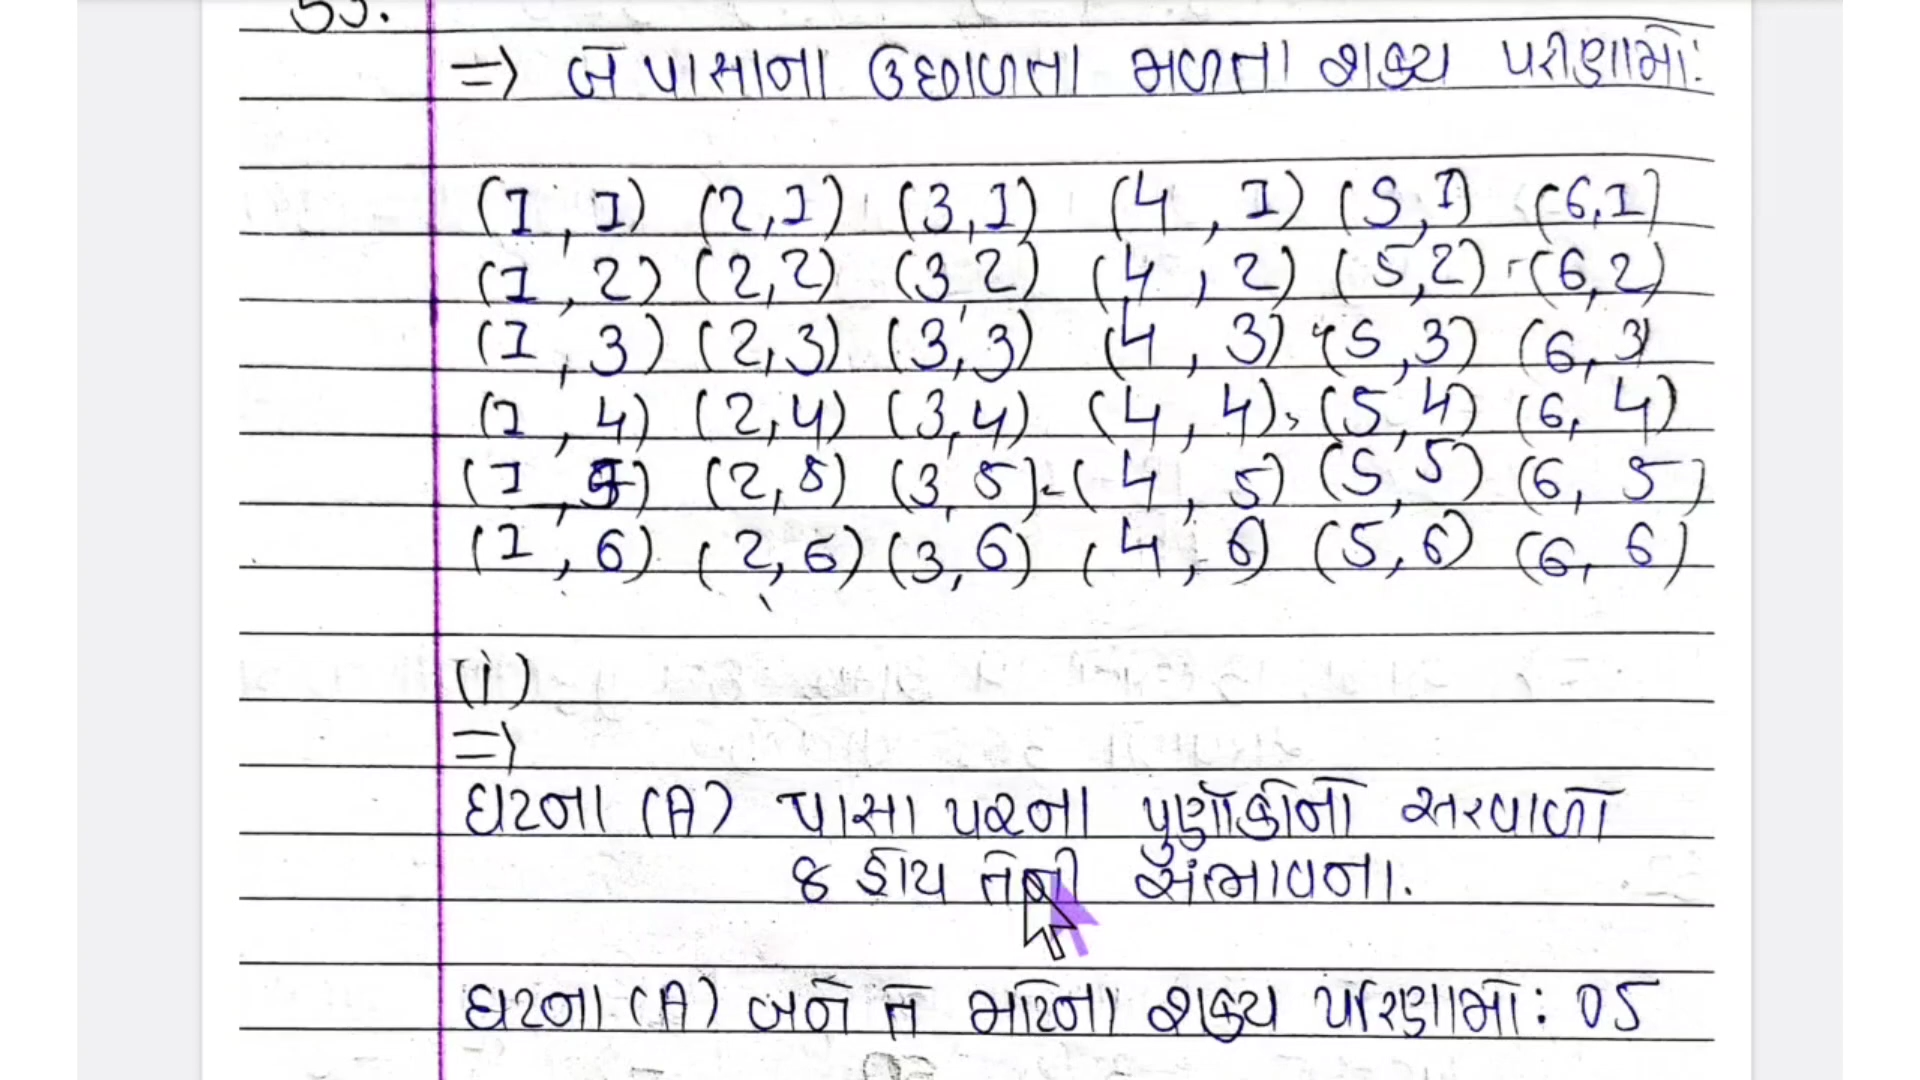 => બે પાસાના ઉછાળતા મળતા શક્ય પરીણામો:
(1, 1) (2,1) (3,1) (4, 1) (5,1) (6,1)
(1, 2) (2,2) (3,2) (4, 2) (5,2) (6,2)
(1, 3) (2,3) (3,3) (4, 3) (5,3) (6,3)
(1, 4) (2,4) (3,4) (4, 4), (5,4) (6, 4)
(1, 5) (2,5) (3,5) (4, 5) (5,5) (6, 5)
(1, 6) (2,6) (3,6) (4, 6) (5,6) (6, 6)
(i)
=>
ઘટના (A) પાસા પરના પુર્ણાંકોનો સરવાળો
8 હોય તેની સંભાવના.
ઘટના (A) બને તે માટેના શક્ય પરિણામો: 05